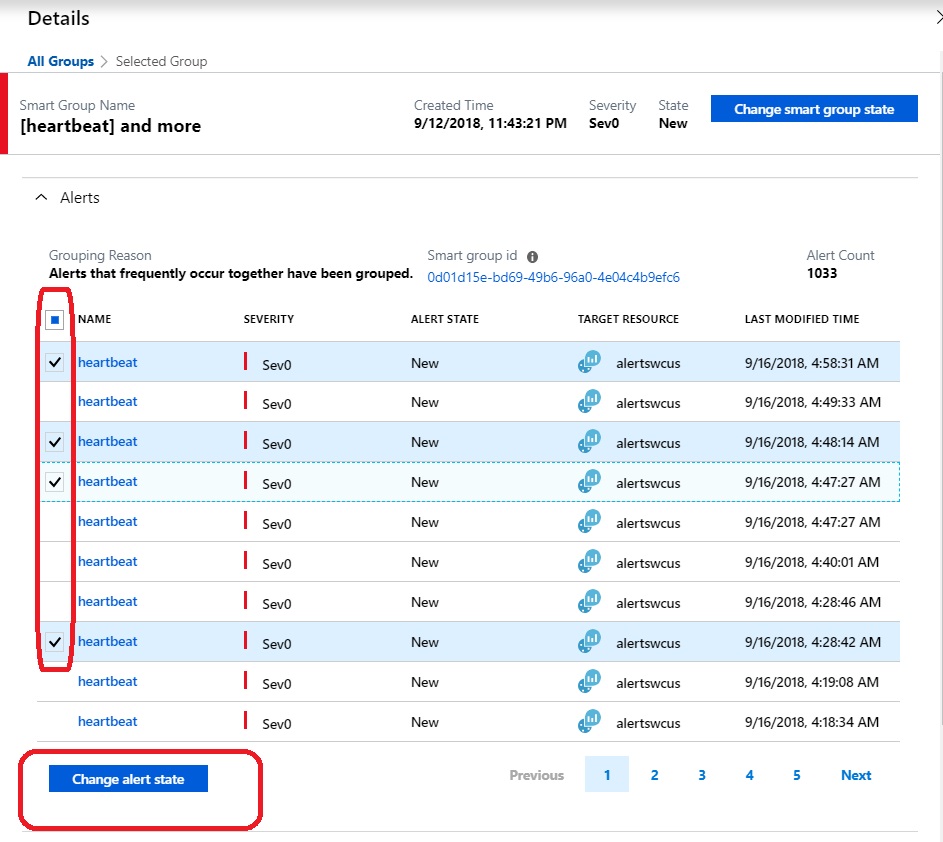 Details
All Groups > Selected Group
Smart Group Name Created Time Severity State
[heartbeat] and more 9/12/2018, 11:43:21 PM Sev0 New Change smart group state
Alerts
Grouping Reason Smart group id Alert Count
Alerts that frequently occur together have been grouped. 0d01d15e-bd69-49b6-96a0-4e04c4b9efc6 1033
NAME SEVERITY ALERT STATE TARGET RESOURCE LAST MODIFIED TIME
heartbeat Sev0 New alertswcus 9/16/2018, 4:58:31 AM
heartbeat Sev0 New alertswcus 9/16/2018, 4:49:33 AM
heartbeat Sev0 New alertswcus 9/16/2018, 4:48:14 AM
heartbeat Sev0 New alertswcus 9/16/2018, 4:47:27 AM
heartbeat Sev0 New alertswcus 9/16/2018, 4:47:27 AM
heartbeat Sev0 New alertswcus 9/16/2018, 4:40:01 AM
heartbeat Sev0 New alertswcus 9/16/2018, 4:28:46 AM
heartbeat Sev0 New alertswcus 9/16/2018, 4:28:42 AM
heartbeat Sev0 New alertswcus 9/16/2018, 4:19:08 AM
heartbeat Sev0 New alertswcus 9/16/2018, 4:18:34 AM
Change alert state Previous 1 2 3 4 5 Next